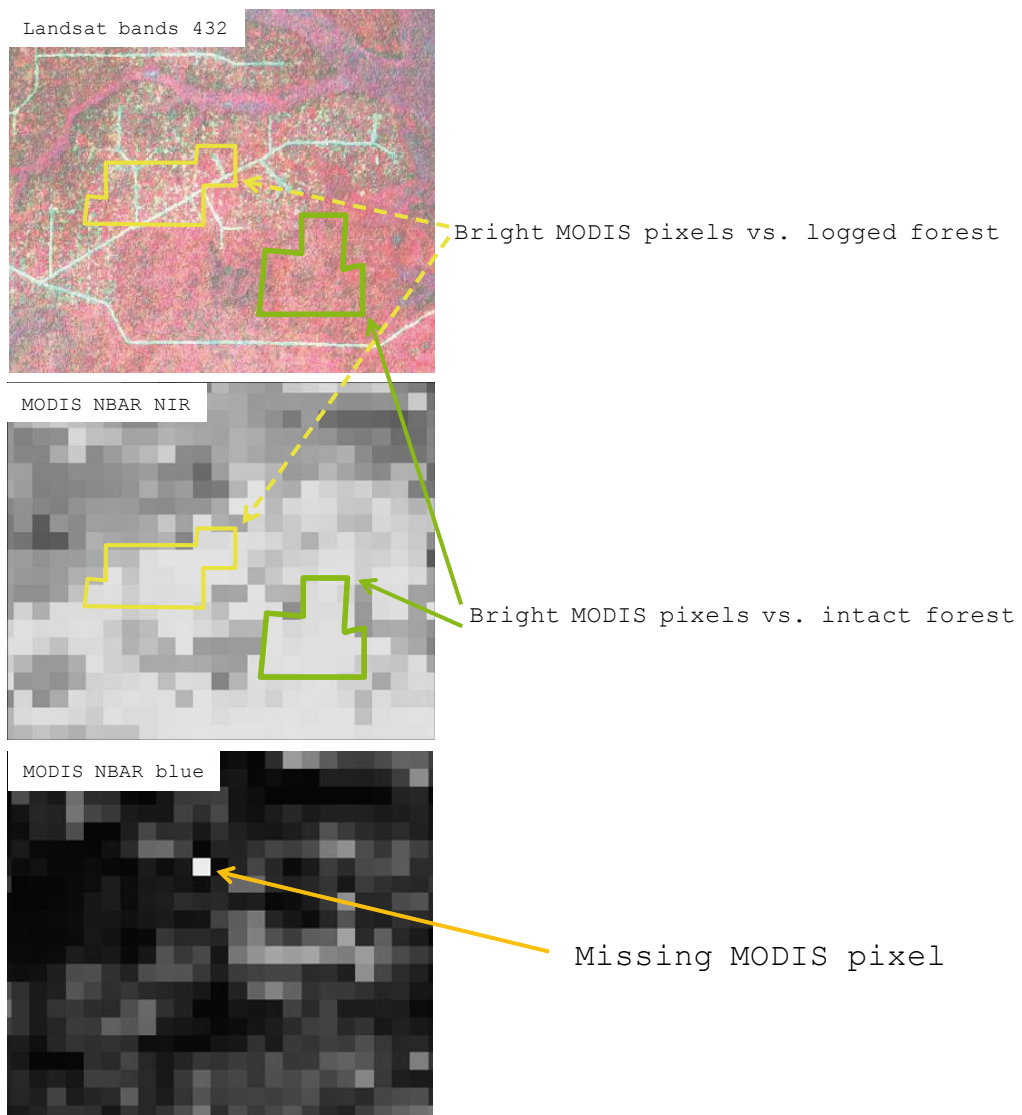 Landsat bands 432
Bright MODIS pixels vs. logged forest
MODIS NBAR NIR
Bright MODIS pixels vs. intact forest
MODIS NBAR blue
Missing MODIS pixel